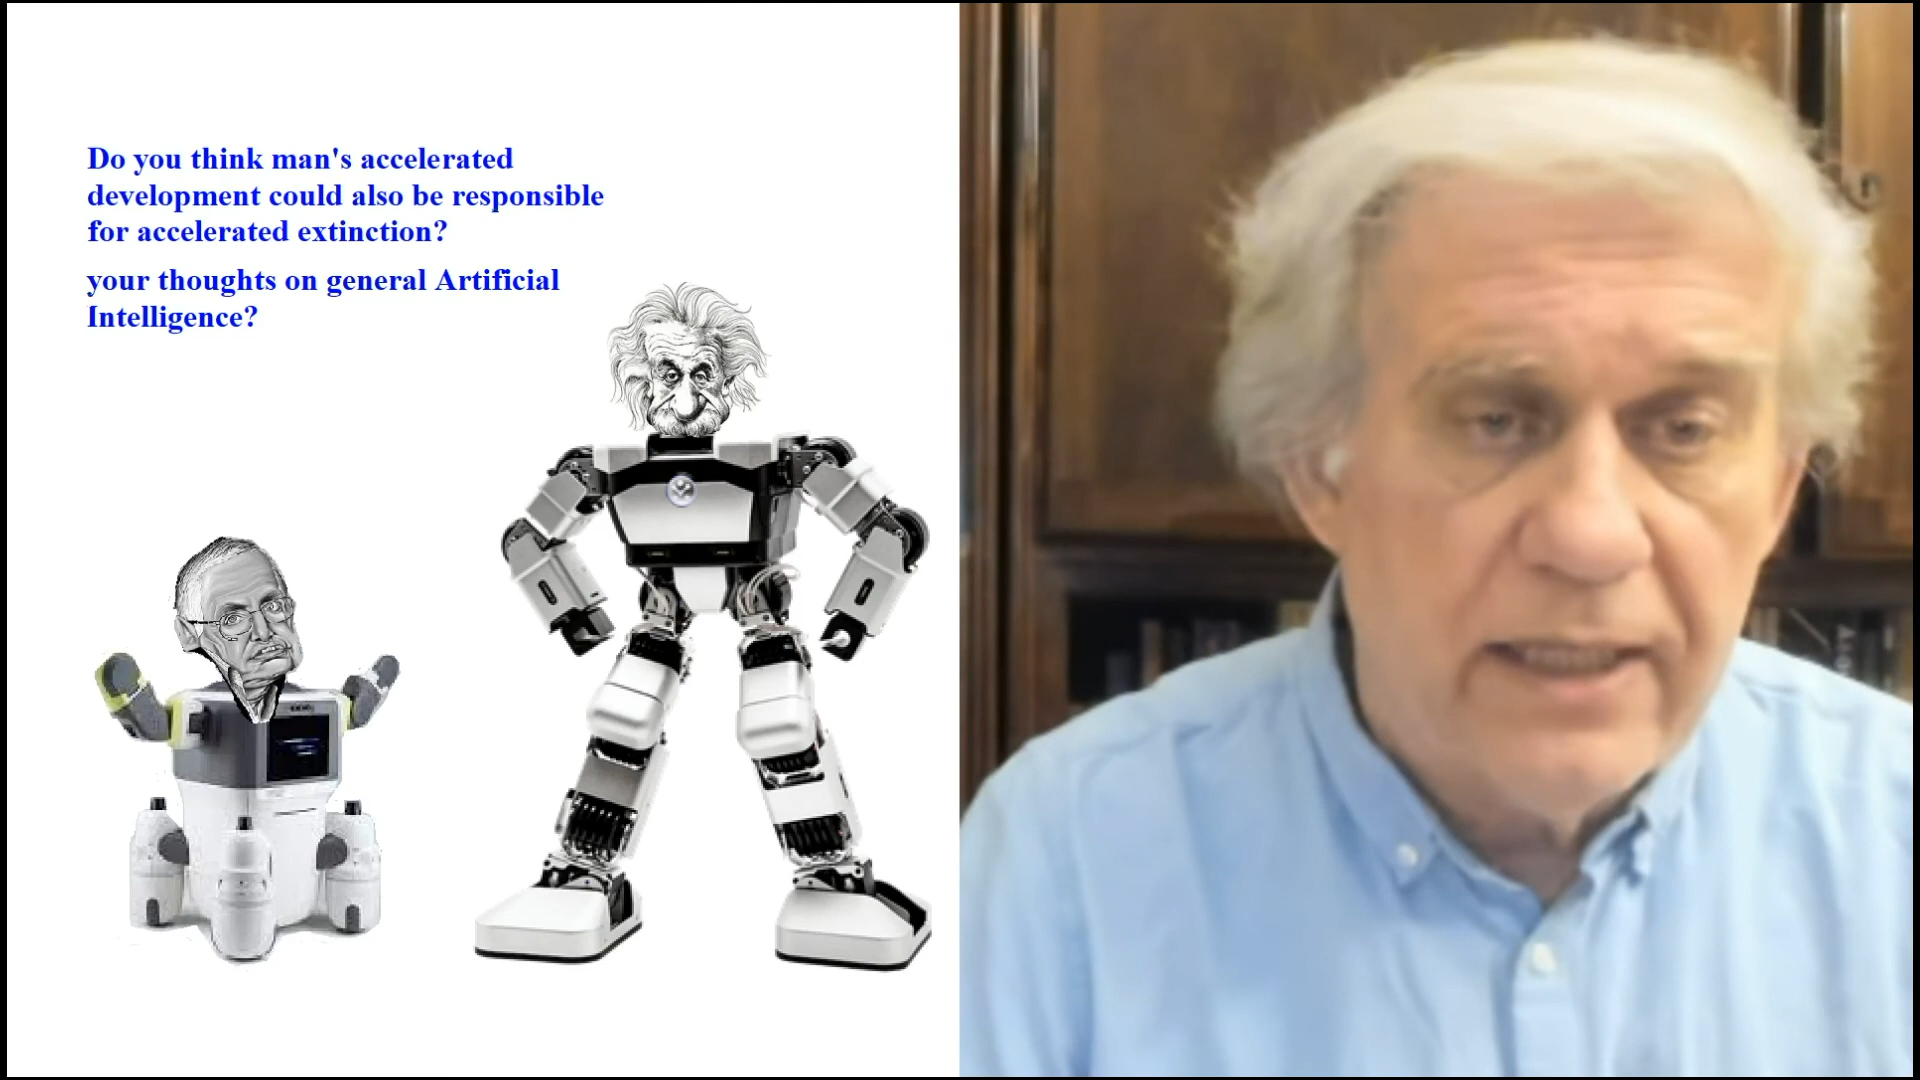 Do you think man's accelerated
development could also be responsible
for accelerated extinction?
your thoughts on general Artificial
Intelligence?